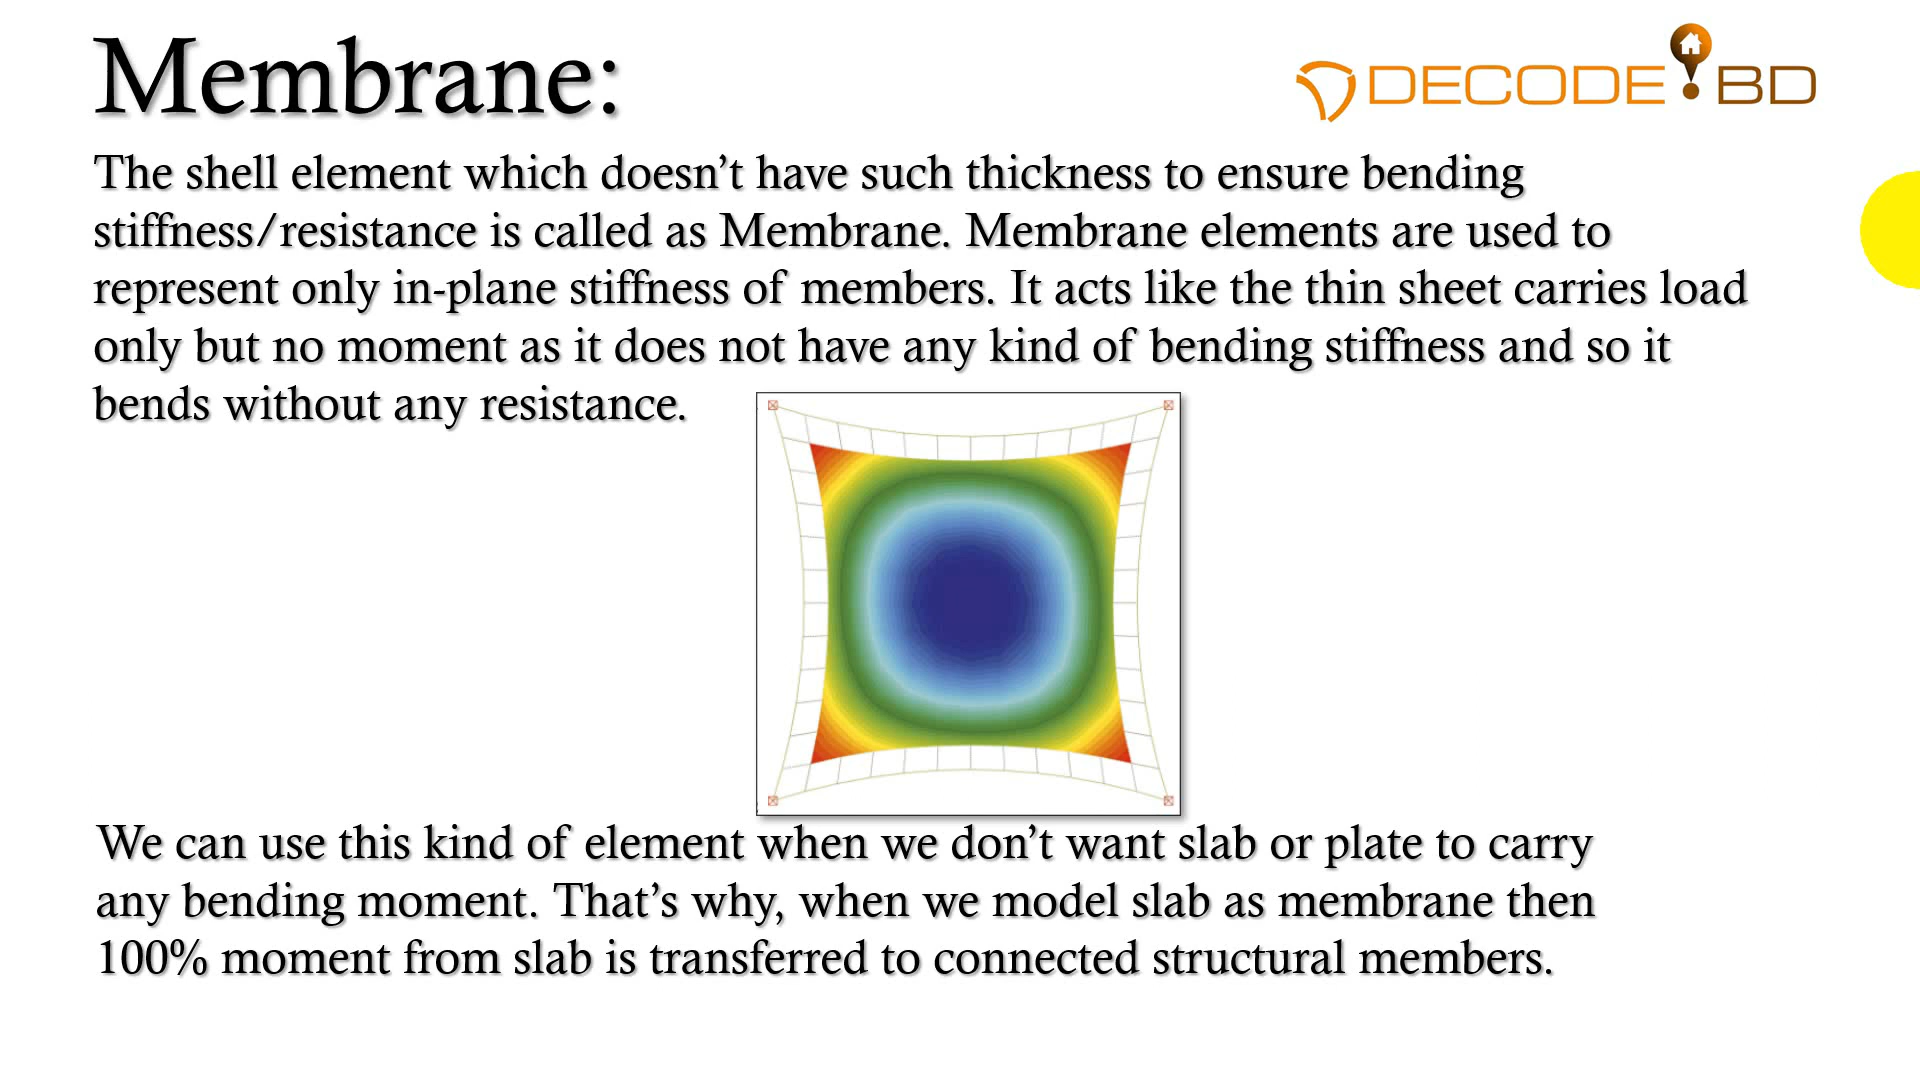 Membrane:
DECODE BD
The shell element which doesn’t have such thickness to ensure bending
stiffness/resistance is called as Membrane. Membrane elements are used to
represent only in-plane stiffness of members. It acts like the thin sheet carries load
only but no moment as it does not have any kind of bending stiffness and so it
bends without any resistance.
We can use this kind of element when we don’t want slab or plate to carry
any bending moment. That’s why, when we model slab as membrane then
100% moment from slab is transferred to connected structural members.